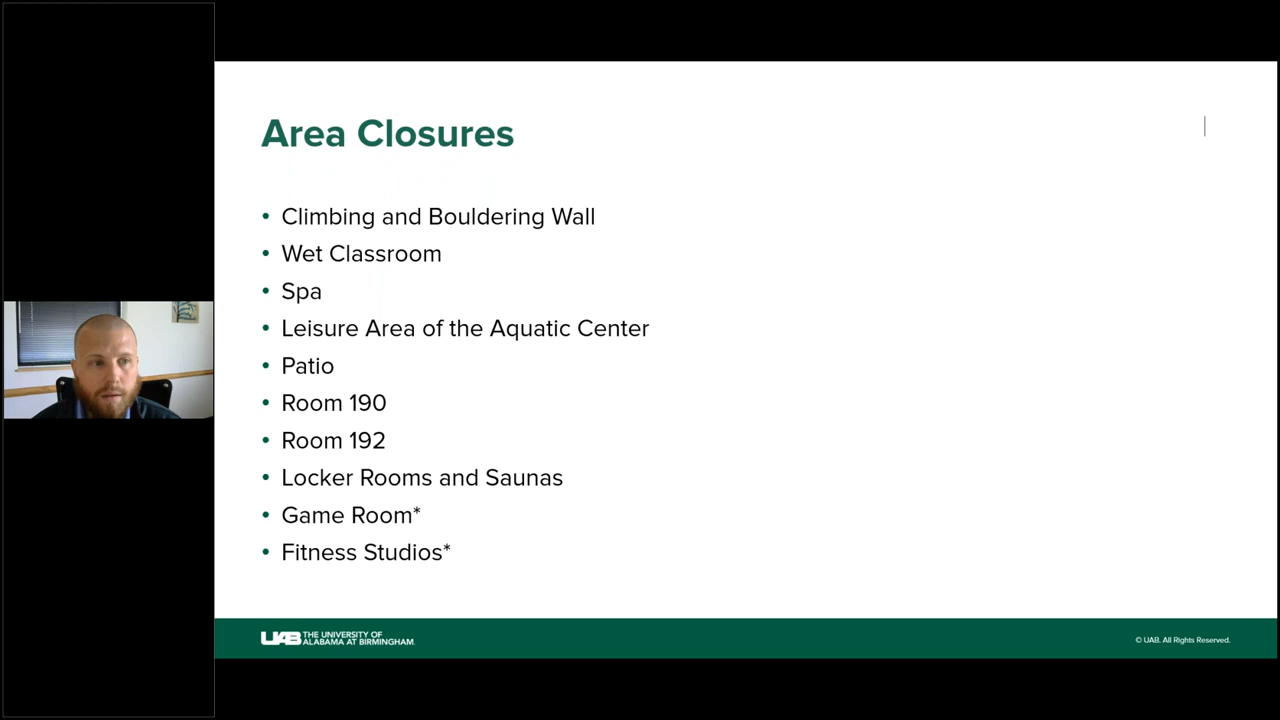 Area Closures
• Climbing and Bouldering Wall
• Wet Classroom
• Spa
• Leisure Area of the Aquatic Center
• Patio
• Room 190
• Room 192
• Locker Rooms and Saunas
• Game Room*
• Fitness Studios*
UAB THE UNIVERSITY OF
ALABAMA AT BIRMINGHAM.
© UAB. All Rights Reserved.